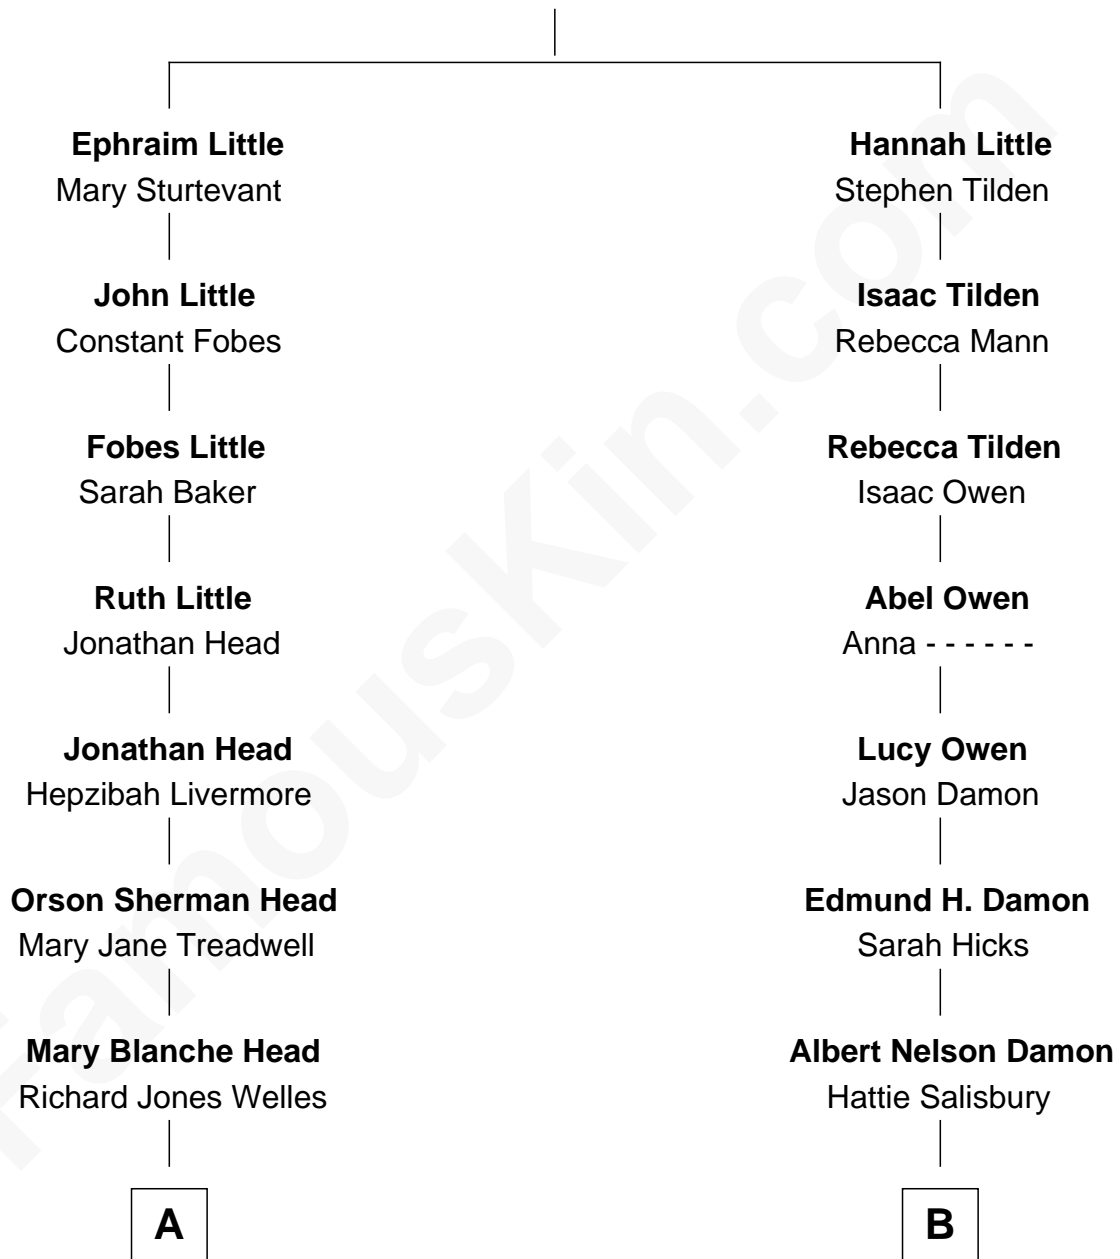 Ephraim Little
Mary Sturtevant
John Little
Constant Fobes
Fobes Little
Sarah Baker
Ruth Little
Jonathan Head
Jonathan Head
Hepzibah Livermore
Orson Sherman Head
Mary Jane Treadwell
Mary Blanche Head
Richard Jones Welles
A
Hannah Little
Stephen Tilden
Isaac Tilden
Rebecca Mann
Rebecca Tilden
Isaac Owen
Abel Owen
Anna - - - - - -
Lucy Owen
Jason Damon
Edmund H. Damon
Sarah Hicks
Albert Nelson Damon
Hattie Salisbury
B
FamousKin.com